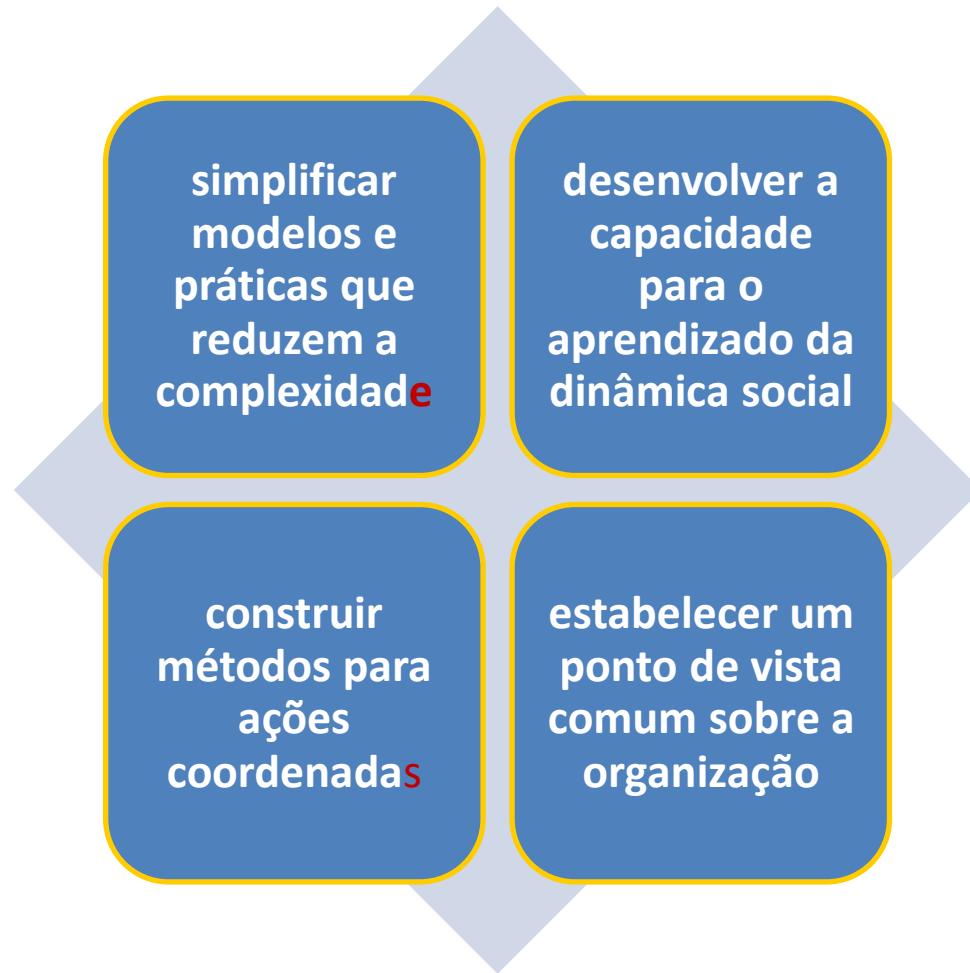 simplificar
modelos e
práticas que
reduzem a
complexidade
desenvolver a
capacidade
para o
aprendizado da
dinâmica social
construir
métodos para
ações
coordenadas
estabelecer um
ponto de vista
comum sobre a
organização